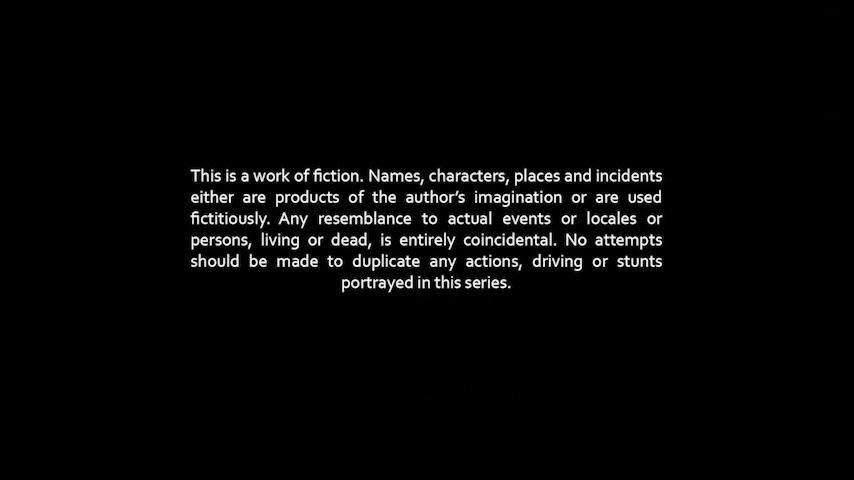 This is a work of fiction. Names, characters, places and incidents
either are products of the author's imagination or are used
fictitiously. Any resemblance to actual events or locales or
persons, living or dead, is entirely coincidental. No attempts
should be made to duplicate any actions, driving or stunts
portrayed in this series.